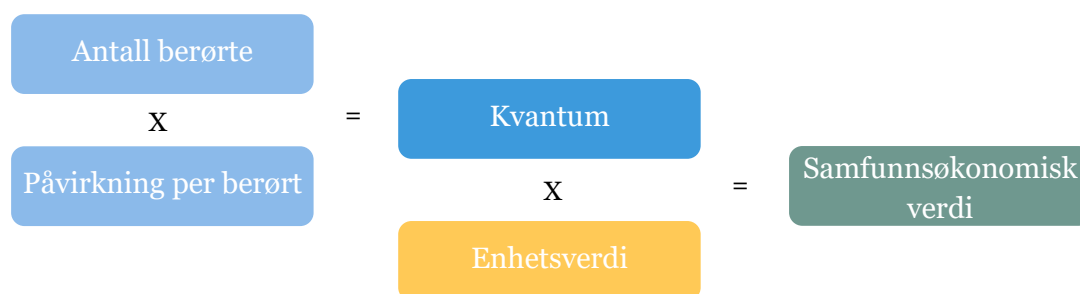 Antall berørte
X
Påvirkning per berørt
=
Kvantum
X
Enhetsverdi
=
Samfunnsøkonomisk
verdi